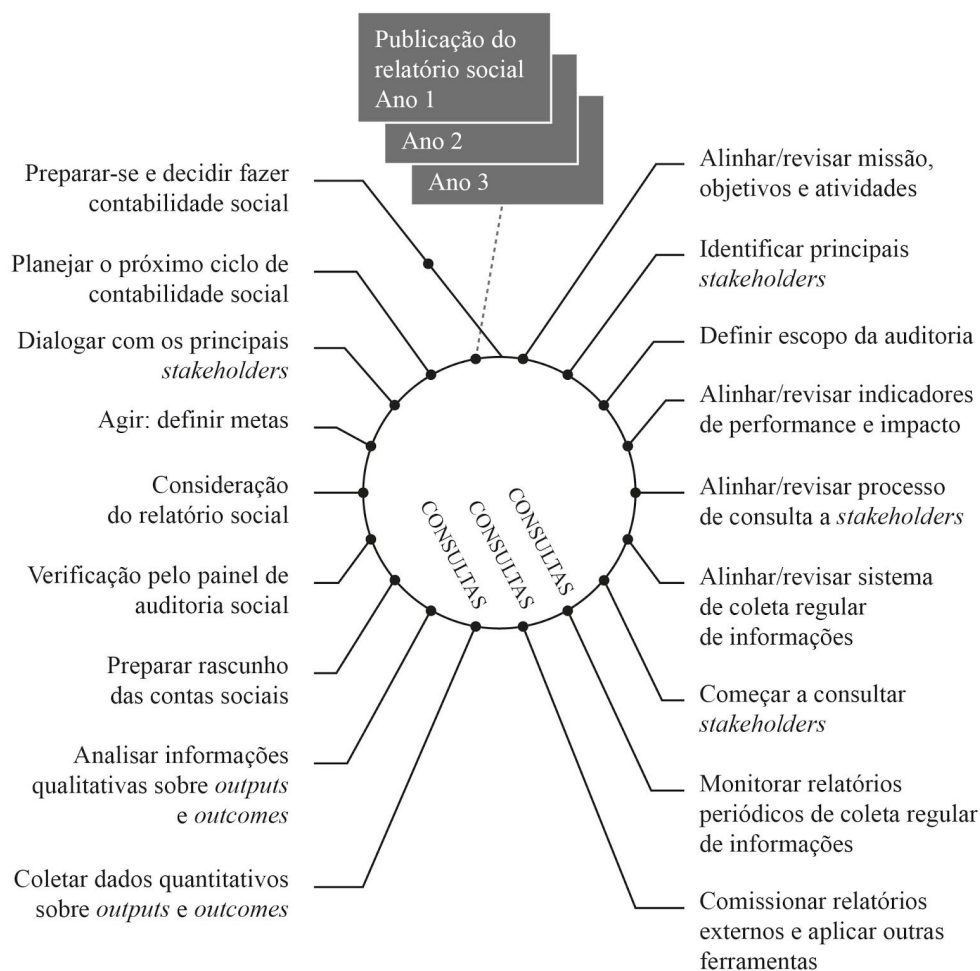 Publicação do
relatório social
Ano 1
Ano 2
Ano 3
Preparar-se e decidir fazer
contabilidade social
Planejar o próximo ciclo de
contabilidade social
Dialogar com os principais
stakeholders
Agir: definir metas
Consideração
do relatório social
Verificação pelo painel de
auditoria social
Preparar rascunho
das contas sociais
Analisar informações
qualitativas sobre outputs
e outcomes
Coletar dados quantitativos
sobre outputs e outcomes
CONSULTAS
CONSULTAS
CONSULTAS
Alinhar/revisar missão,
objetivos e atividades
Identificar principais
stakeholders
Definir escopo da auditoria
Alinhar/revisar indicadores
de performance e impacto
Alinhar/revisar processo
de consulta a stakeholders
Alinhar/revisar sistema
de coleta regular
de informações
Começar a consultar
stakeholders
Monitorar relatórios
periódicos de coleta regular
de informações
Comissionar relatórios
externos e aplicar outras
ferramentas